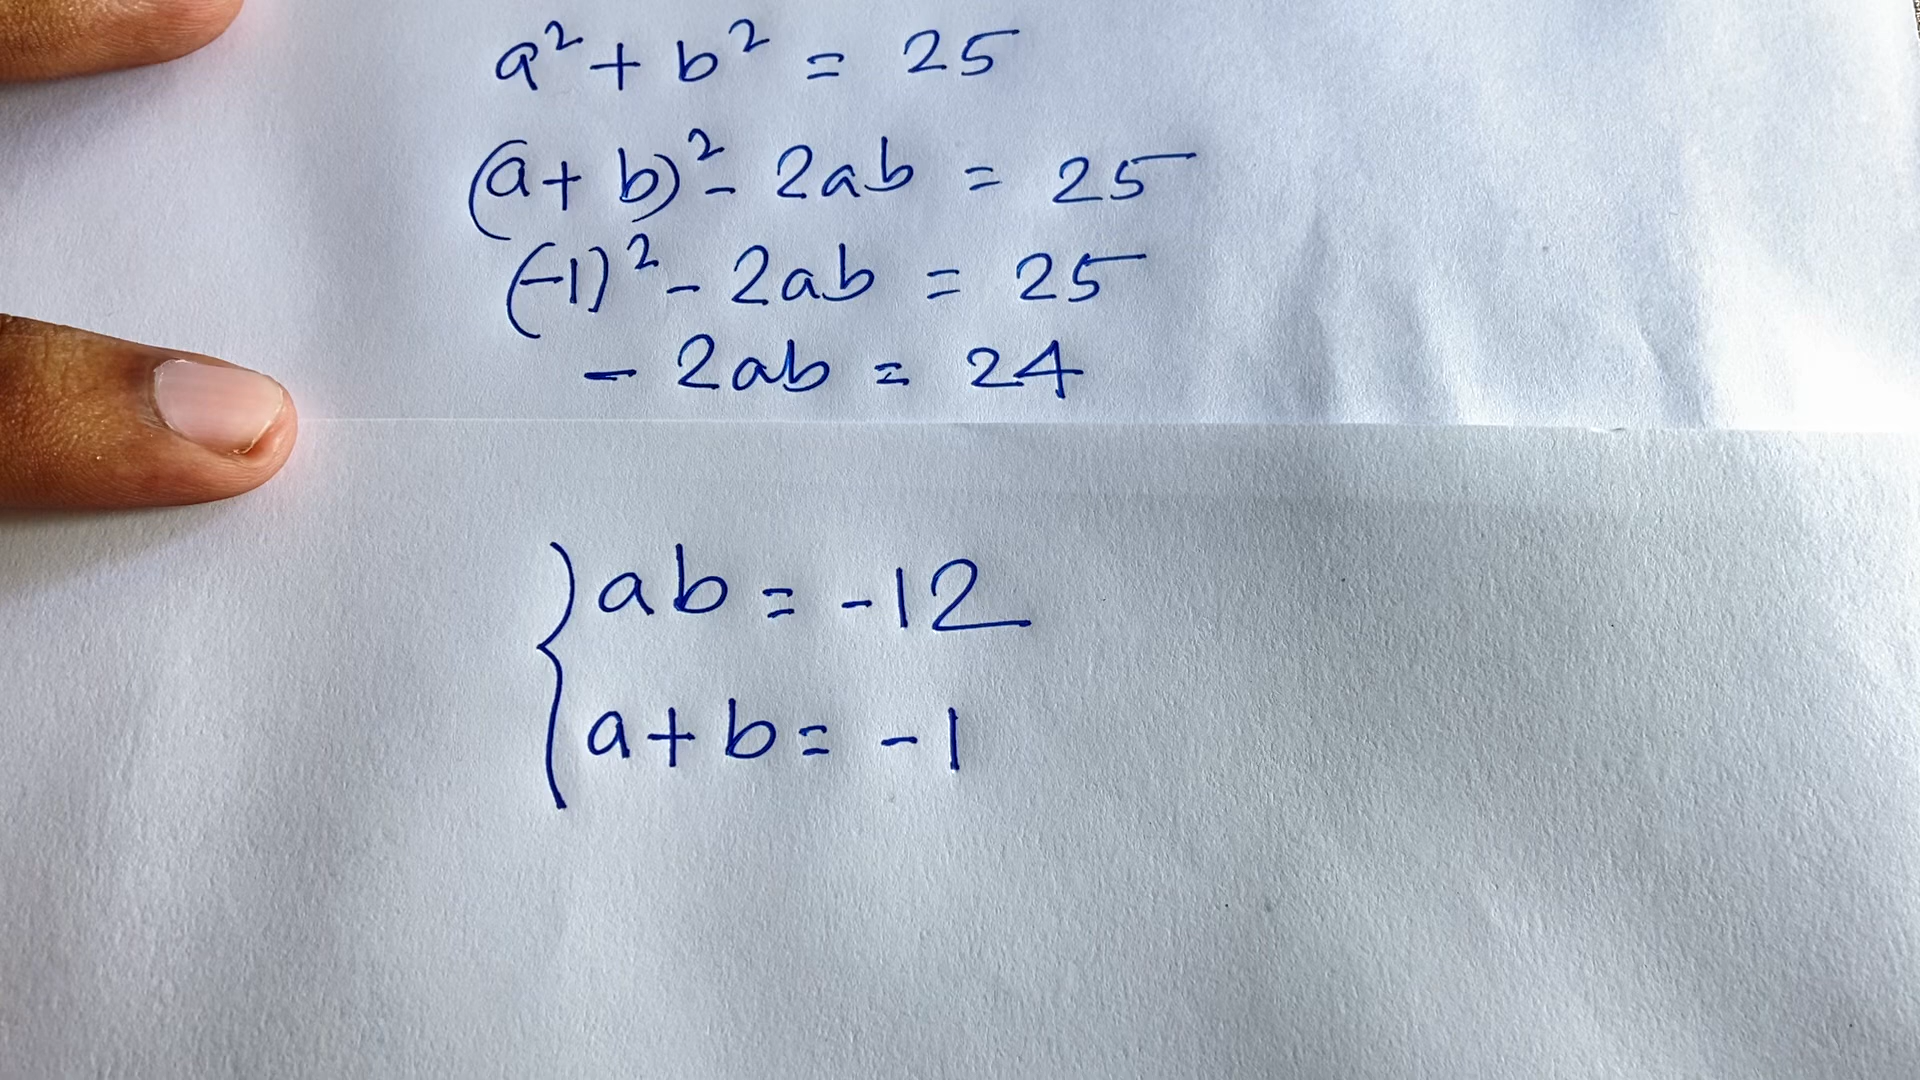 a² + b² = 25
(a + b)² - 2ab = 25
(-1)² - 2ab = 25
- 2ab = 24
{ ab = -12
a + b = -1